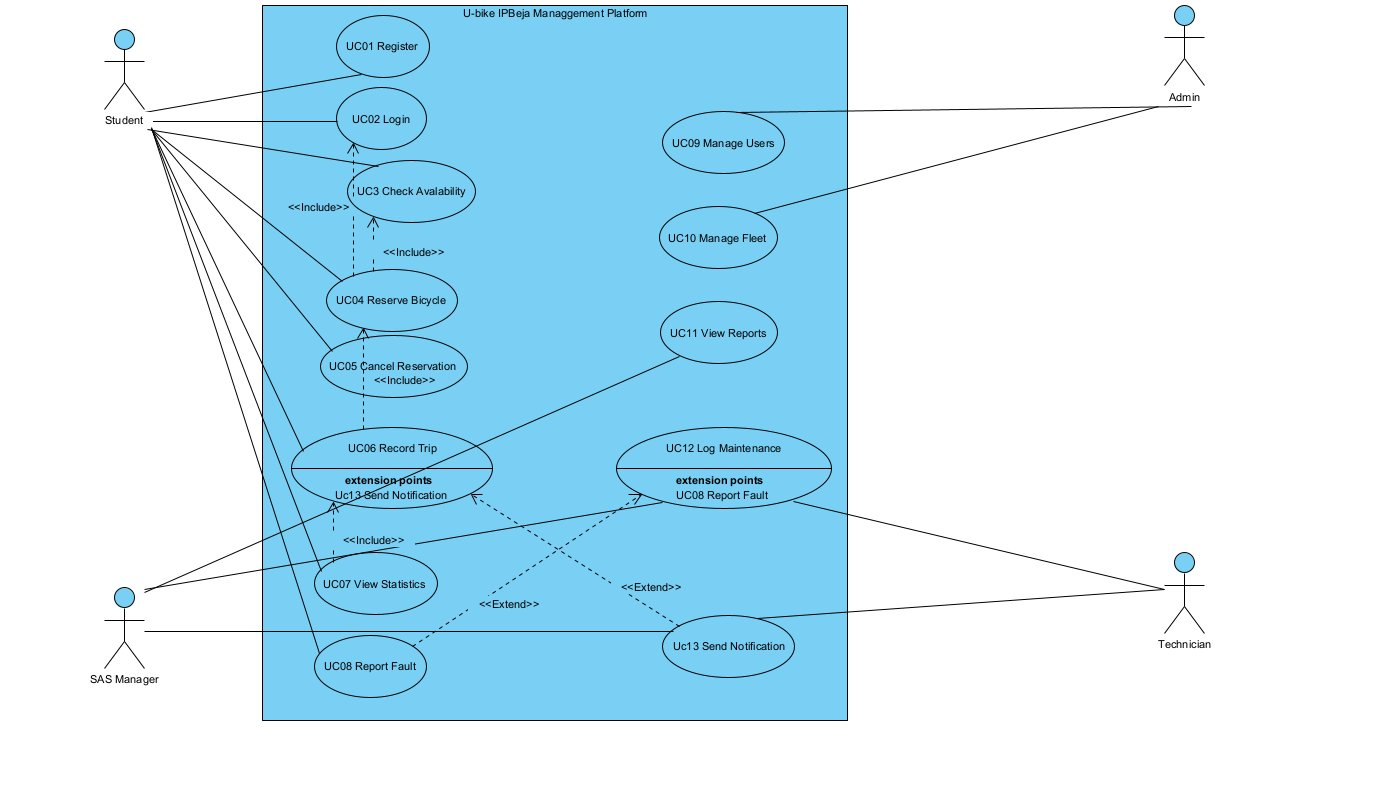 U-bike IPBeja Managgement Platform
UC01 Register
Admin
Student
UC02 Login
UC09 Manage Users
UC3 Check Avalability
<<Include>>
UC10 Manage Fleet
<<Include>>
UC04 Reserve Bicycle
UC11 View Reports
UC05 Cancel Reservation
<<Include>>
UC06 Record Trip
extension points
Uc13 Send Notification
UC12 Log Maintenance
extension points
UC08 Report Fault
<<Include>>
UC07 View Statistics
<<Extend>>
<<Extend>>
Uc13 Send Notification
Technician
UC08 Report Fault
SAS Manager